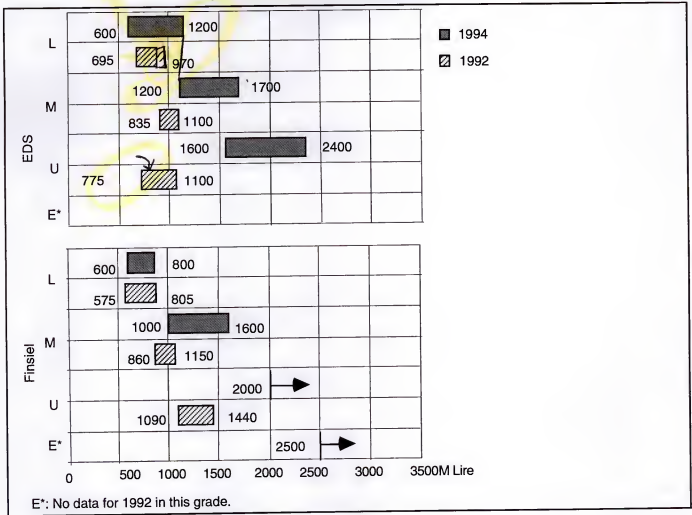 600 1200 1994
L
695 970 1992
1200 1700
M
835 1100
EDS
1600 2400
U
775 1100
E*
600 800
L
575 805
1000 1600
M
860 1150
Finsiel
2000
U
1090 1440
E* 2500
0 500 1000 1500 2000 2500 3000 3500M Lire
E*: No data for 1992 in this grade.